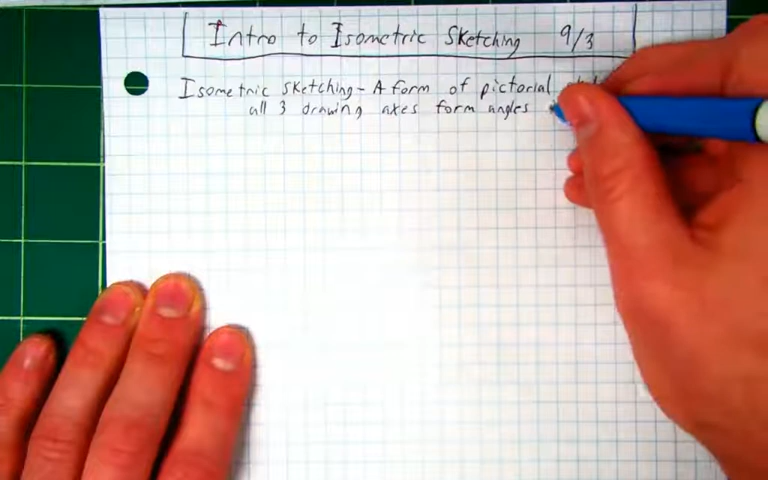 Intro to Isometric Sketching 9/3
Isometric sketching - A form of pictorial
all 3 drawing axes form angles